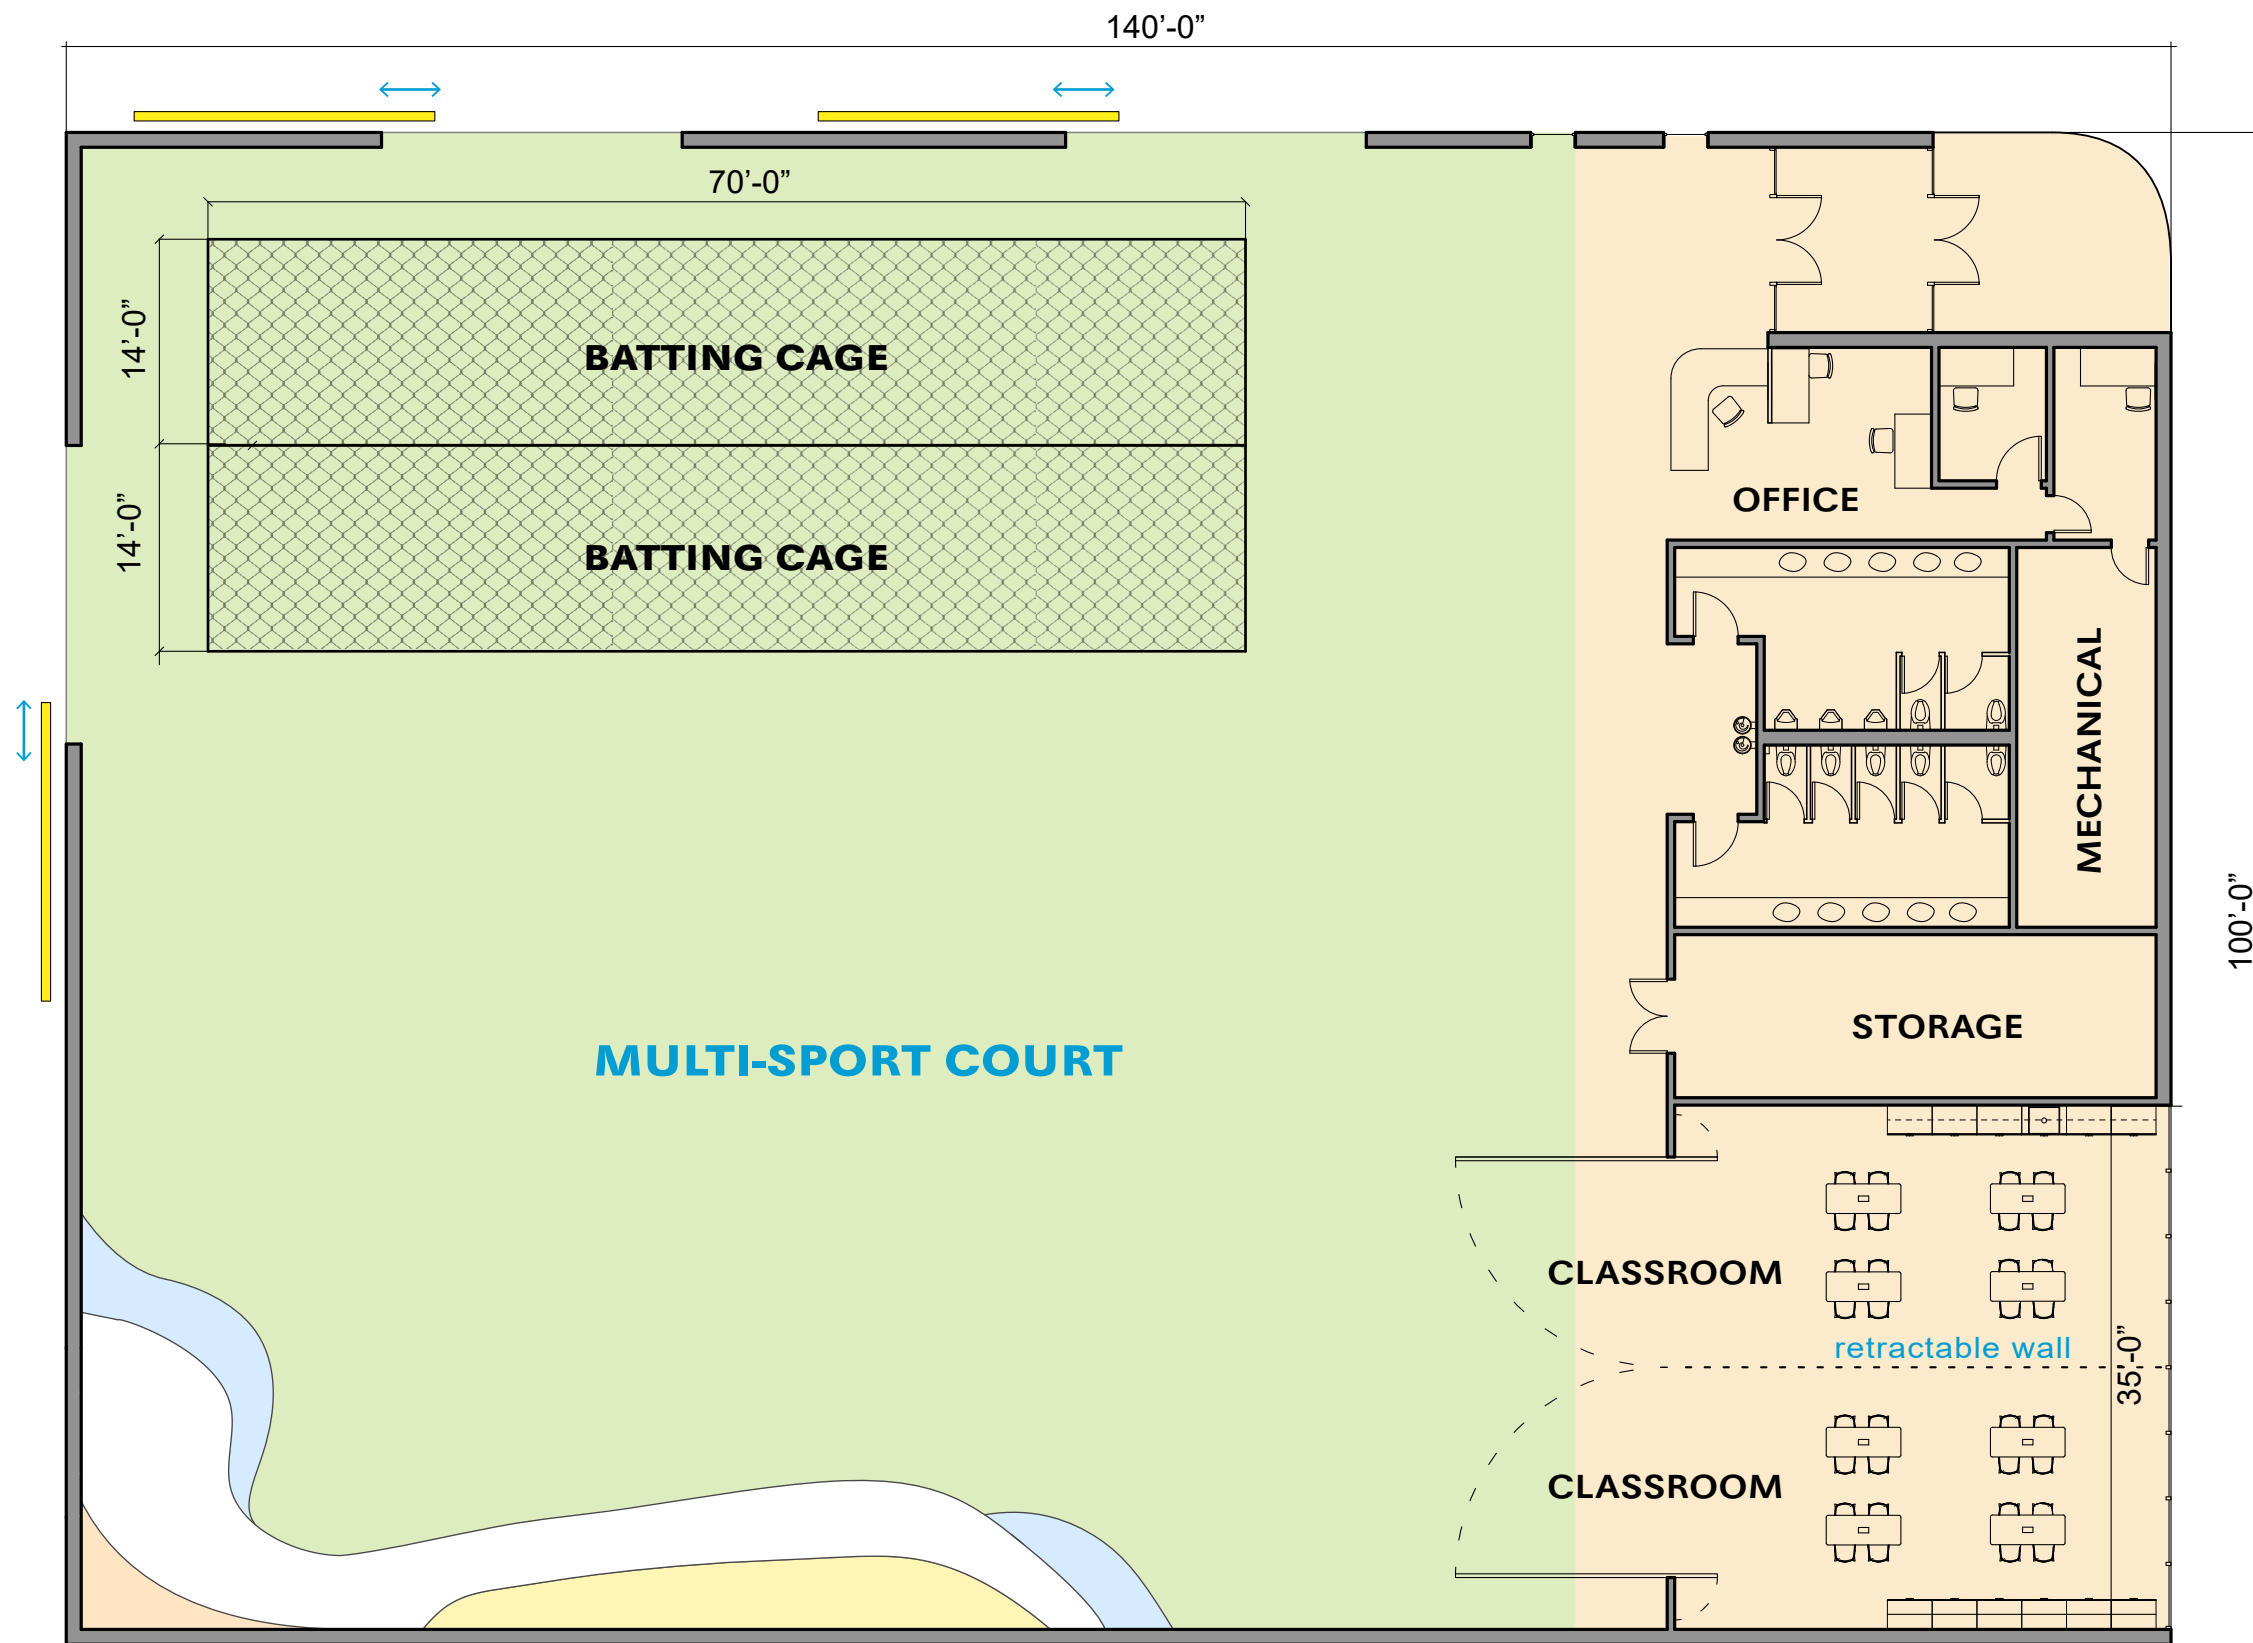 140’-0”
70’-0”
14’-0”
BATTING CAGE
14’-0”
BATTING CAGE
OFFICE
MECHANICAL
100’-0”
STORAGE
MULTI-SPORT COURT
CLASSROOM
retractable wall
35’-0”
CLASSROOM